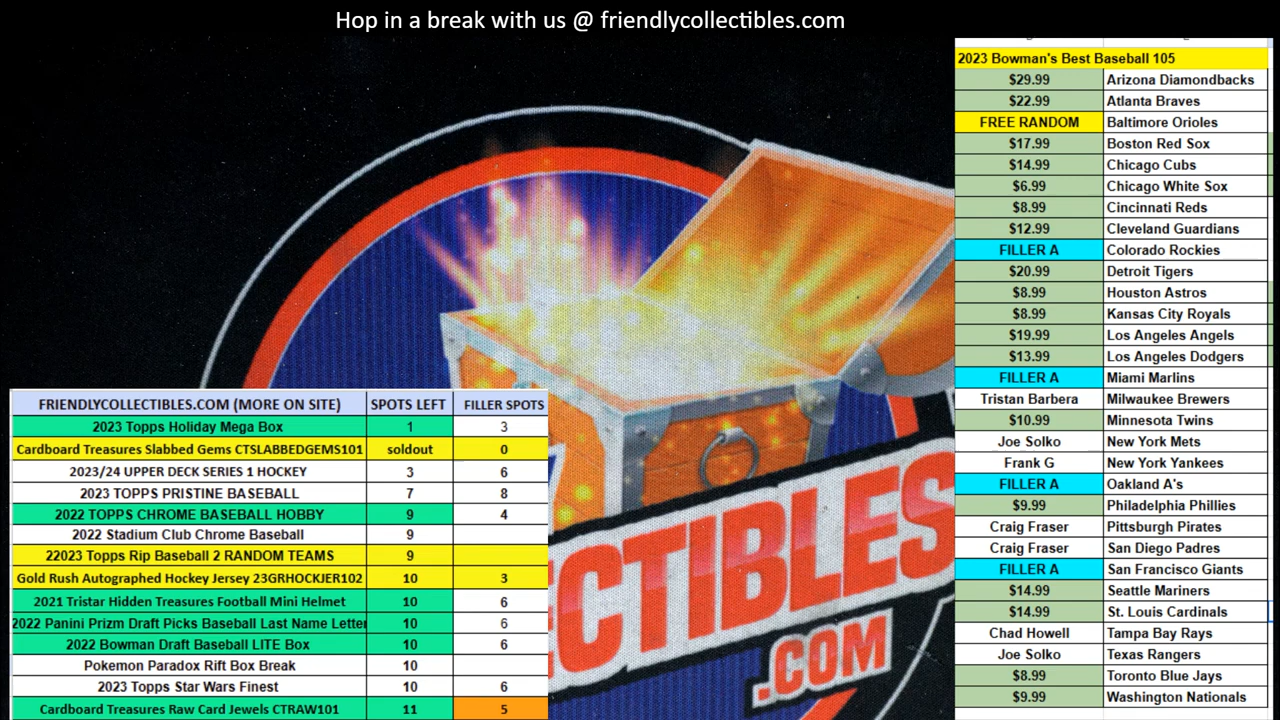 Hop in a break with us @ friendlycollectibles.com
2023 Bowman's Best Baseball 105
$29.99 Arizona Diamondbacks
$22.99 Atlanta Braves
FREE RANDOM Baltimore Orioles
$17.99 Boston Red Sox
$14.99 Chicago Cubs
$6.99 Chicago White Sox
$8.99 Cincinnati Reds
$12.99 Cleveland Guardians
FILLER A Colorado Rockies
$20.99 Detroit Tigers
$8.99 Houston Astros
$8.99 Kansas City Royals
$19.99 Los Angeles Angels
$13.99 Los Angeles Dodgers
FILLER A Miami Marlins
Tristan Barbera Milwaukee Brewers
$10.99 Minnesota Twins
Joe Solko New York Mets
Frank G New York Yankees
FILLER A Oakland A's
$9.99 Philadelphia Phillies
Craig Fraser Pittsburgh Pirates
Craig Fraser San Diego Padres
FILLER A San Francisco Giants
$14.99 Seattle Mariners
$14.99 St. Louis Cardinals
Chad Howell Tampa Bay Rays
Joe Solko Texas Rangers
$8.99 Toronto Blue Jays
$9.99 Washington Nationals
FRIENDLYCOLLECTIBLES.COM (MORE ON SITE) SPOTS LEFT FILLER SPOTS
2023 Topps Holiday Mega Box 1 3
Cardboard Treasures Slabbed Gems CTSLABBEDGEMS101 soldout 0
2023/24 UPPER DECK SERIES 1 HOCKEY 3 6
2023 TOPPS PRISTINE BASEBALL 7 8
2022 TOPPS CHROME BASEBALL HOBBY 9 4
2022 Stadium Club Chrome Baseball 9
22023 Topps Rip Baseball 2 RANDOM TEAMS 9
Gold Rush Autographed Hockey Jersey 23GRHOCKJER102 10 3
2021 Tristar Hidden Treasures Football Mini Helmet 10 6
2022 Panini Prizm Draft Picks Baseball Last Name Letter 10 6
2022 Bowman Draft Baseball LITE Box 10 6
Pokemon Paradox Rift Box Break 10
2023 Topps Star Wars Finest 10 6
Cardboard Treasures Raw Card Jewels CTRAW101 11 5
ECTIBLES
.COM